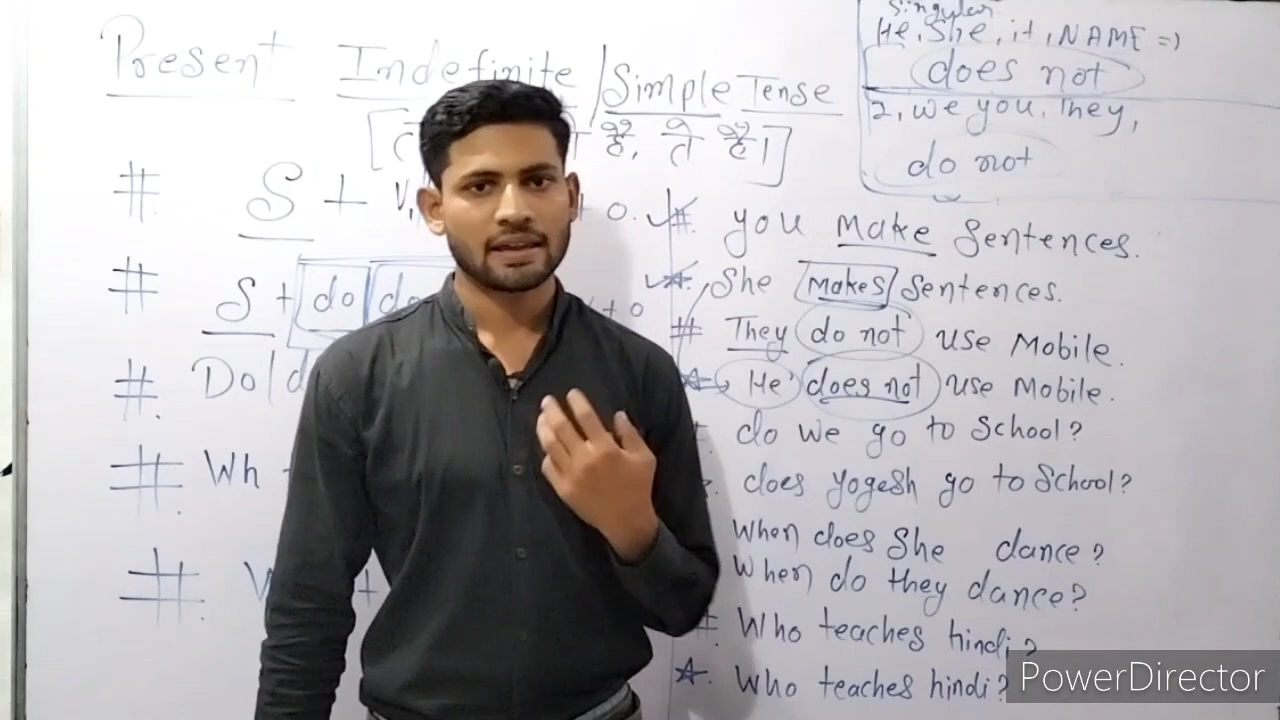 Present Indefinite / Simple Tense
है, ते हैं।]
# S + V, + O.
# S + do + O
# Do/d
# Wh
# +
Singular
He, She, it, NAME =>
does not
we you, They,
do not
#. you Make Sentences.
She Makes Sentences.
# They do not use Mobile.
He does not use Mobile.
do we go to School?
does yogesh go to School?
When does She dance?
When do they dance?
Who teaches hindi?
Who teaches hindi?
PowerDirector